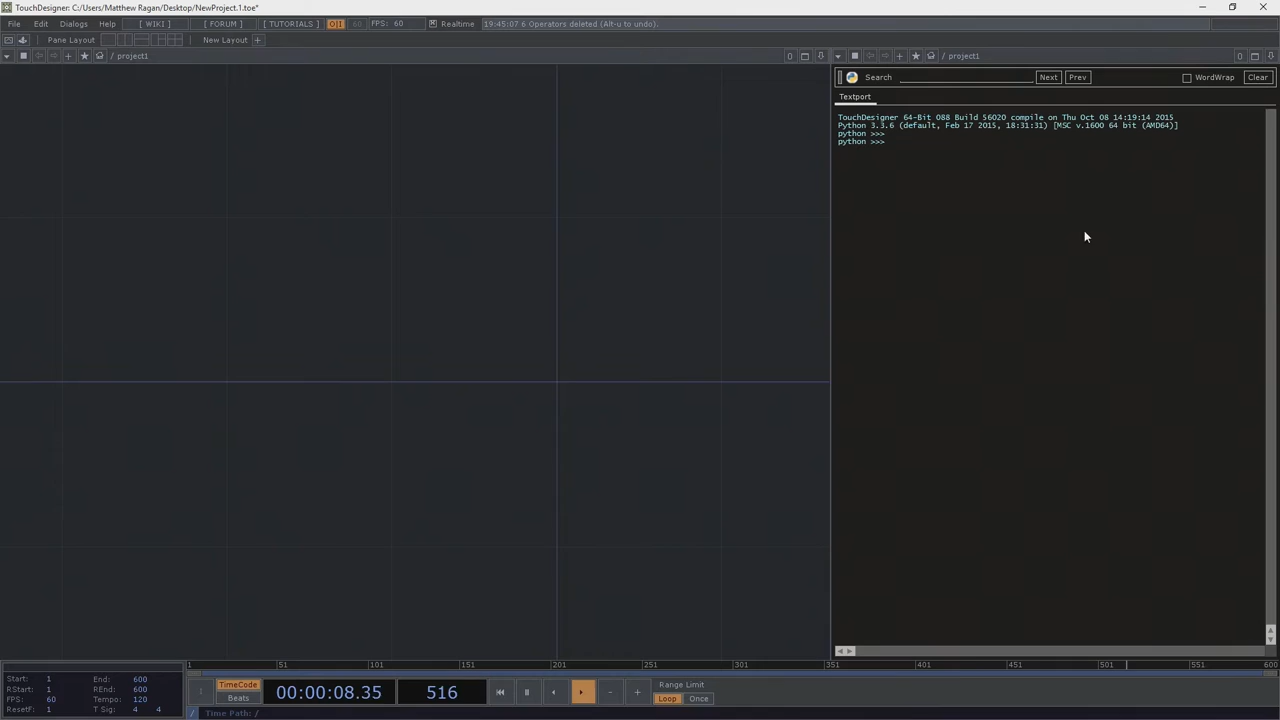 TouchDesigner: C:/Users/Matthew Ragan/Desktop/NewProject.1.toe*
File Edit Dialogs Help [ WIKI ] [ FORUM ] [ TUTORIALS ] O|I 60 FPS: 60 Realtime 19:45:07 6 Operators deleted (Alt-u to undo).
Pane Layout New Layout +
+ / project1 0
+ / project1 0
Search Next Prev WordWrap Clear
Textport
TouchDesigner 64-Bit 088 Build 56020 compile on Thu Oct 08 14:19:14 2015
Python 3.3.6 (default, Feb 17 2015, 18:31:31) [MSC v.1600 64 bit (AMD64)]
python >>>
python >>>
1 51 101 151 201 251 301 351 401 451 501 551 600
Start: 1 End: 600
RStart: 1 REnd: 600
FPS: 60 Tempo: 120
ResetF: 1 T Sig: 4 4
TimeCode
Beats
00:00:08.35 516
- +
Range Limit
Loop Once
/ Time Path: /